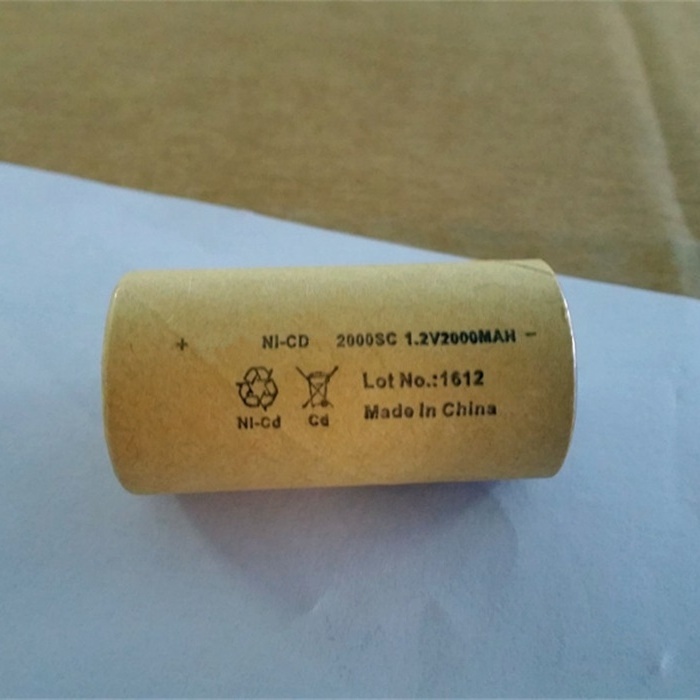 + NI-CD 2000SC 1.2V2000MAH -
Lot No.:1612
Made In China
NI-Cd Cd